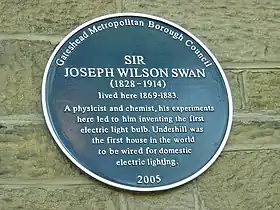 Gateshead Metropolitan Borough Council
SIR
JOSEPH WILSON SWAN
(1828-1914)
lived here 1869-1883.
A physicist and chemist, his experiments
here led to him inventing the first
electric light bulb. Underhill was
the first house in the world
to be wired for domestic
electric lighting.
2005